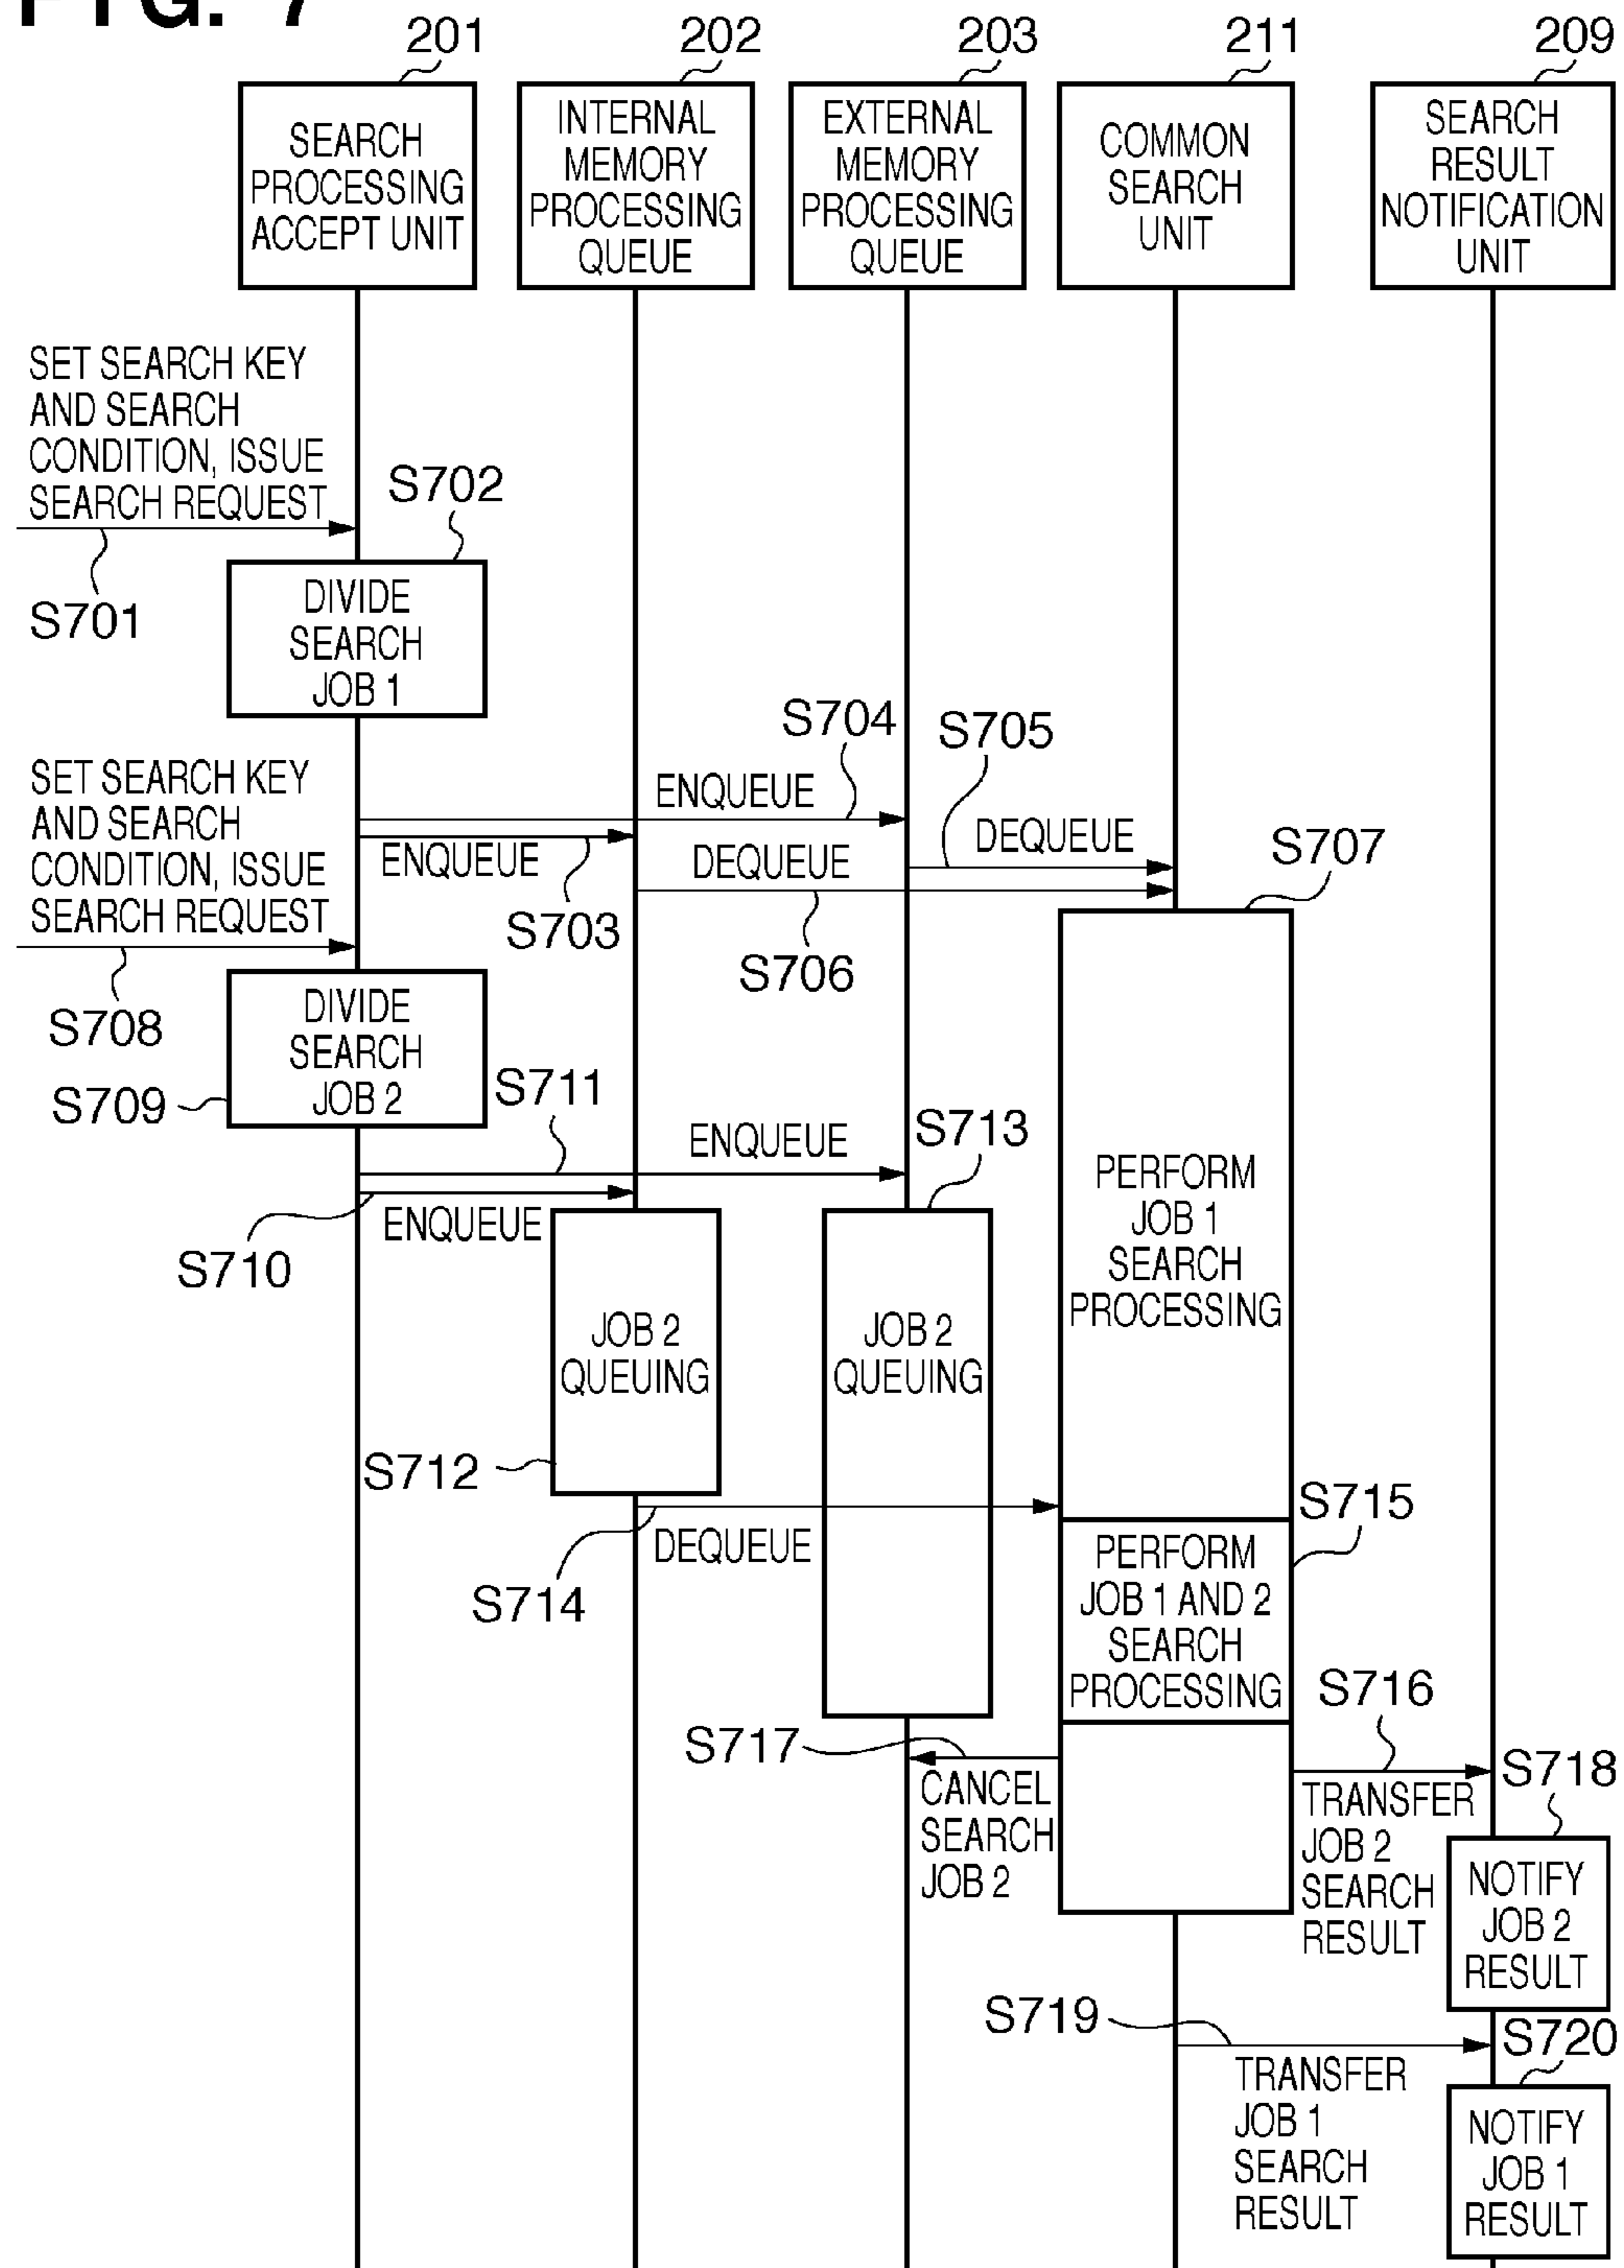 FIG. 7
201
202
203
211
209
SEARCH
PROCESSING
ACCEPT UNIT
INTERNAL
MEMORY
PROCESSING
QUEUE
EXTERNAL
MEMORY
PROCESSING
QUEUE
COMMON
SEARCH
UNIT
SEARCH
RESULT
NOTIFICATION
UNIT
SET SEARCH KEY
AND SEARCH
CONDITION, ISSUE
SEARCH REQUEST
S701
S702
DIVIDE
SEARCH
JOB 1
S704
ENQUEUE
S705
DEQUEUE
ENQUEUE
S703
DEQUEUE
S706
S707
SET SEARCH KEY
AND SEARCH
CONDITION, ISSUE
SEARCH REQUEST
S708
DIVIDE
SEARCH
JOB 2
S709
S711
ENQUEUE
S713
ENQUEUE
S710
PERFORM
JOB 1
SEARCH
PROCESSING
JOB 2
QUEUING
JOB 2
QUEUING
S712
DEQUEUE
S714
S715
PERFORM
JOB 1 AND 2
SEARCH
PROCESSING
S716
S717
CANCEL
SEARCH
JOB 2
TRANSFER
JOB 2
SEARCH
RESULT
S718
NOTIFY
JOB 2
RESULT
S719
TRANSFER
JOB 1
SEARCH
RESULT
S720
NOTIFY
JOB 1
RESULT